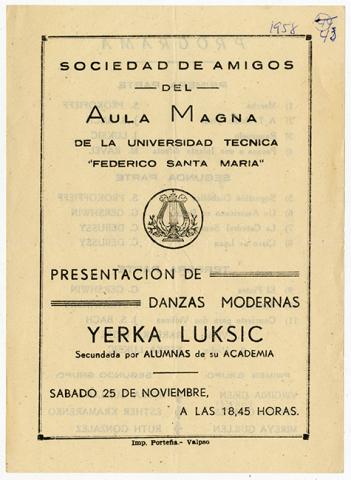 1958
43
SOCIEDAD DE AMIGOS
DEL
AULA MAGNA
DE LA UNIVERSIDAD TECNICA
"FEDERICO SANTA MARIA"
PRESENTACION DE
DANZAS MODERNAS
YERKA LUKSIC
Secundada por ALUMNAS de su ACADEMIA
SABADO 25 DE NOVIEMBRE,
A LAS 18,45 HORAS.
Imp. Porteña.- Valpso